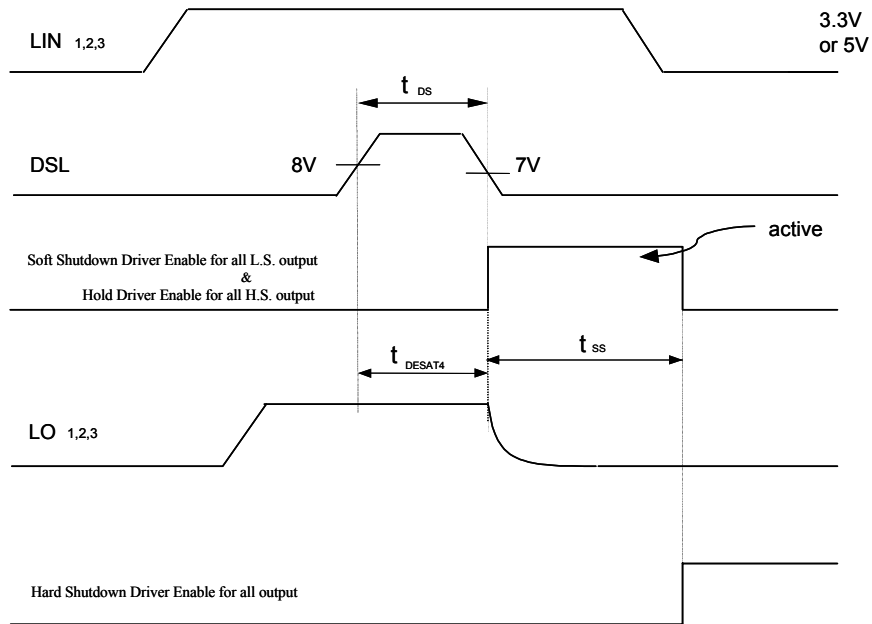 LIN 1,2,3
3.3V
or 5V
t DS
DSL
8V
7V
active
Soft Shutdown Driver Enable for all L.S. output
&
Hold Driver Enable for all H.S. output
t DESAT4
t SS
LO 1,2,3
Hard Shutdown Driver Enable for all output